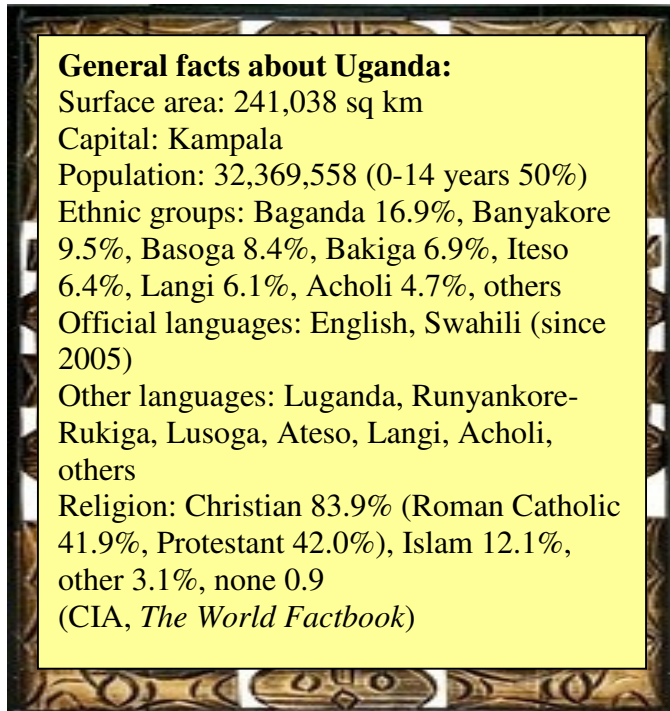 General facts about Uganda:
Surface area: 241,038 sq km
Capital: Kampala
Population: 32,369,558 (0-14 years 50%)
Ethnic groups: Baganda 16.9%, Banyakore
9.5%, Basoga 8.4%, Bakiga 6.9%, Iteso
6.4%, Langi 6.1%, Acholi 4.7%, others
Official languages: English, Swahili (since
2005)
Other languages: Luganda, Runyankore-
Rukiga, Lusoga, Ateso, Langi, Acholi,
others
Religion: Christian 83.9% (Roman Catholic
41.9%, Protestant 42.0%), Islam 12.1%,
other 3.1%, none 0.9
(CIA, The World Factbook)